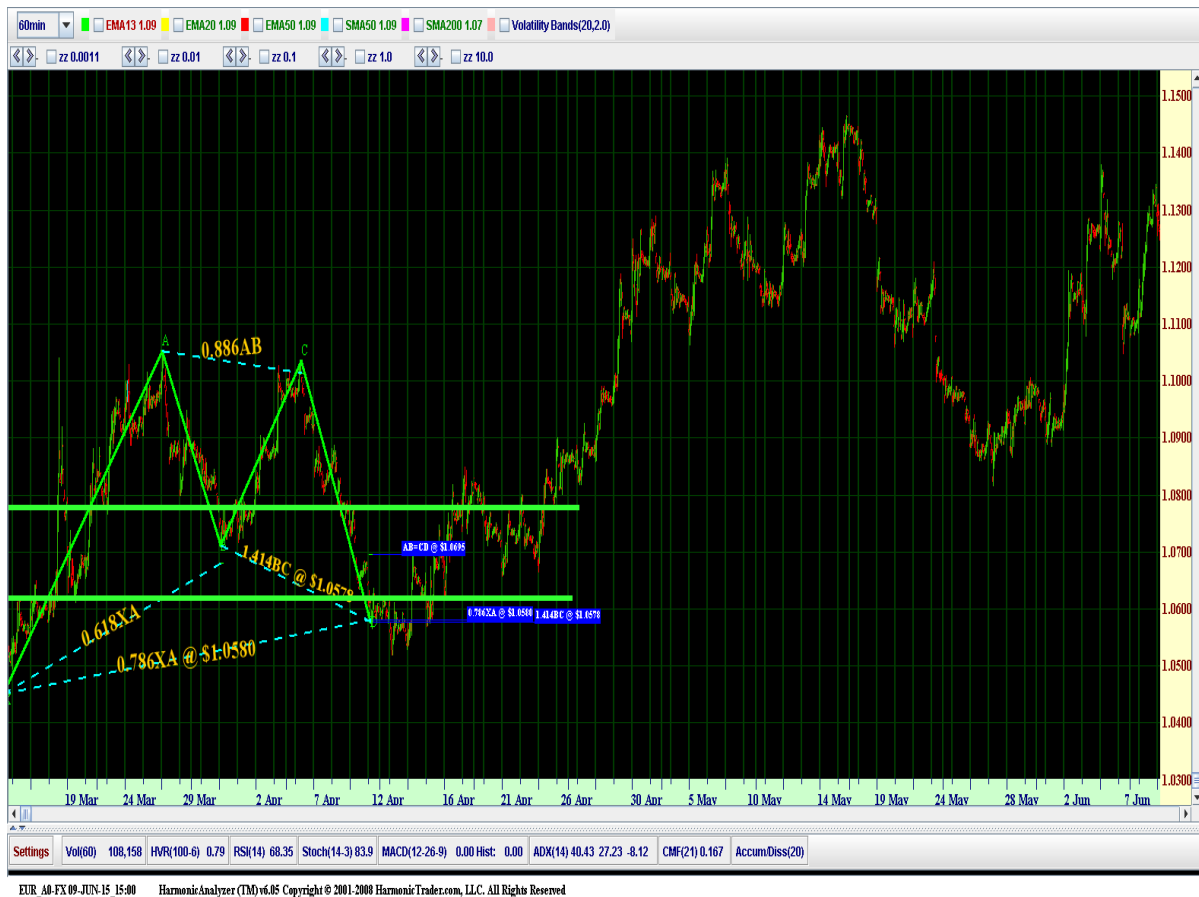 60min EMA13 1.09 EMA20 1.09 EMA50 1.09 SMA50 1.09 SMA200 1.07 Volatility Bands(20,2.0)
zz 0.0011 zz 0.01 zz 0.1 zz 1.0 zz 10.0
1.1500
1.1400
1.1300
1.1200
1.1100
1.1000
1.0900
1.0800
1.0700
1.0600
1.0500
1.0400
1.0300
A
0.886AB
C
AB=CD @ $1.0695
1.414BC @ $1.0578
0.786XA @ $1.0580 1.414BC @ $1.0578
0.618XA
0.786XA @ $1.0580
19 Mar 24 Mar 29 Mar 2 Apr 7 Apr 12 Apr 16 Apr 21 Apr 26 Apr 30 Apr 5 May 10 May 14 May 19 May 24 May 28 May 2 Jun 7 Jun
Settings Vol(60) 108,158 HVR(100-6) 0.79 RSI(14) 68.35 Stoch(14-3) 83.9 MACD(12-26-9) 0.00 Hist: 0.00 ADX(14) 40.43 27.23 -8.12 CMF(21) 0.167 Accum/Diss(20)
EUR_A0-FX 09-JUN-15_15:00 HarmonicAnalyzer (TM) v6.05 Copyright © 2001-2008 HarmonicTrader.com, LLC. All Rights Reserved